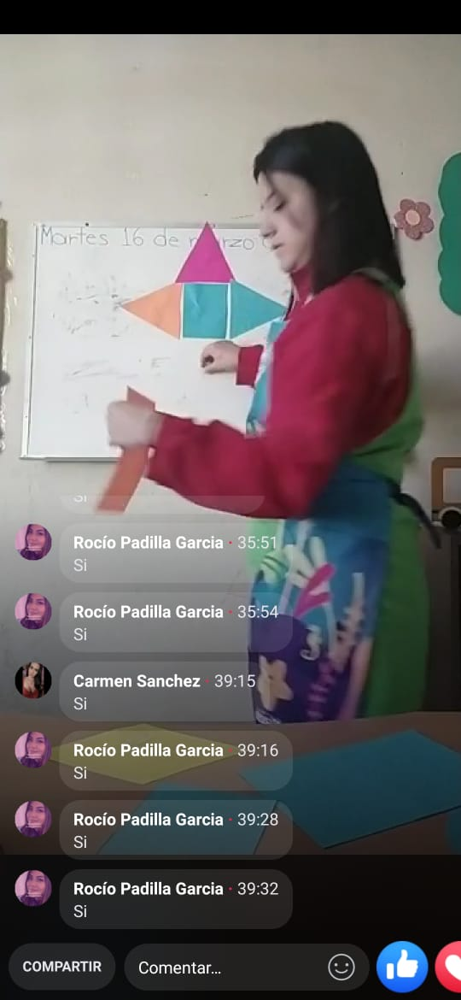 Martes 16 de
Si
Rocío Padilla Garcia · 35:51
Si
Rocío Padilla Garcia · 35:54
Si
Carmen Sanchez · 39:15
Si
Rocío Padilla Garcia · 39:16
Si
Rocío Padilla Garcia · 39:28
Si
Rocío Padilla Garcia · 39:32
Si
COMPARTIR
Comentar...